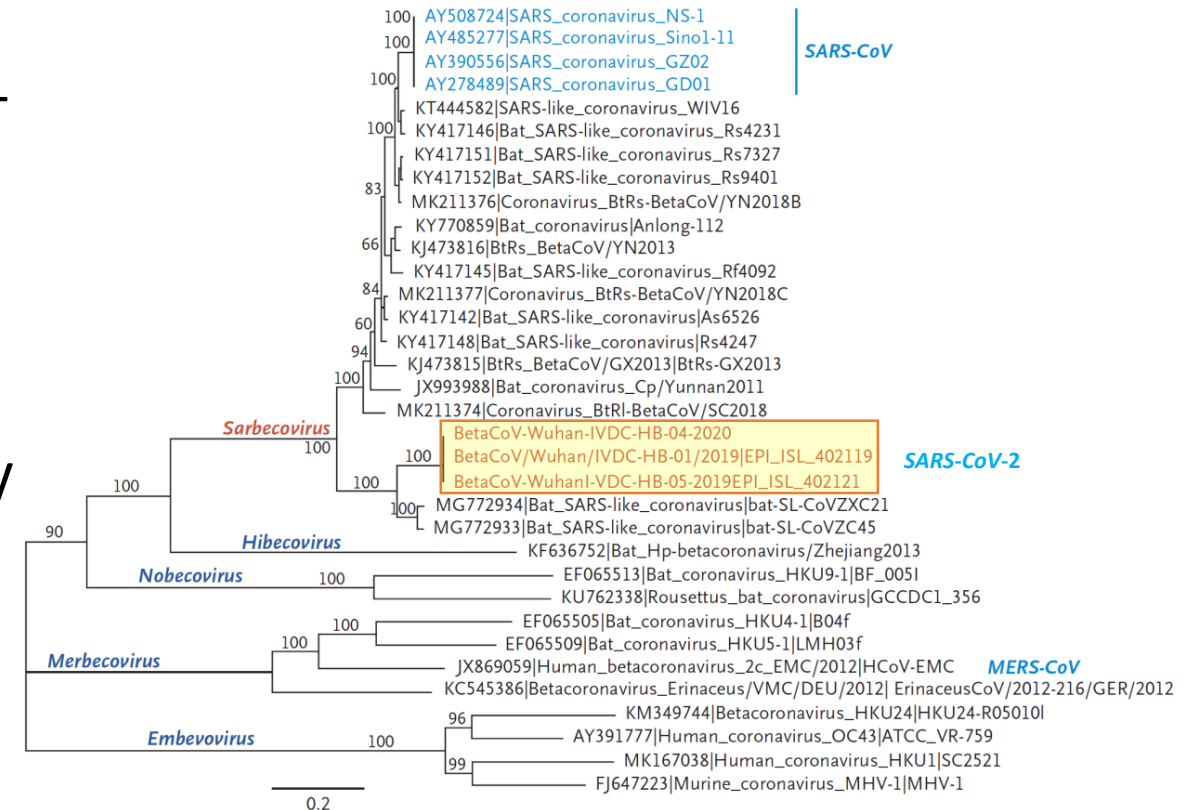 100 AY508724|SARS_coronavirus_NS-1
100 AY485277|SARS_coronavirus_Sino1-11
SARS-CoV
AY390556|SARS_coronavirus_GZ02
100 AY278489|SARS_coronavirus_GD01
KT444582|SARS-like_coronavirus_WIV16
100 KY417146|Bat_SARS-like_coronavirus_Rs4231
KY417151|Bat_SARS-like_coronavirus_Rs7327
KY417152|Bat_SARS-like_coronavirus_Rs9401
83
MK211376|Coronavirus_BtRs-BetaCoV/YN2018B
KY770859|Bat_coronavirus|Anlong-112
66 KJ473816|BtRs_BetaCoV/YN2013
KY417145|Bat_SARS-like_coronavirus_Rf4092
84 MK211377|Coronavirus_BtRs-BetaCoV/YN2018C
KY417142|Bat_SARS-like_coronavirus|As6526
60
KY417148|Bat_SARS-like_coronavirus|Rs4247
94 KJ473815|BtRs_BetaCoV/GX2013|BtRs-GX2013
100 JX993988|Bat_coronavirus_Cp/Yunnan2011
MK211374|Coronavirus_BtRl-BetaCoV/SC2018
Sarbecovirus
100
BetaCoV-Wuhan-IVDC-HB-04-2020
100 BetaCoV/Wuhan/IVDC-HB-01/2019|EPI_ISL_402119
SARS-CoV-2
100 BetaCoV-WuhanI-VDC-HB-05-2019EPI_ISL_402121
100 MG772934|Bat_SARS-like_coronavirus|bat-SL-CoVZXC21
MG772933|Bat_SARS-like_coronavirus|bat-SL-CoVZC45
100
90
Hibecovirus KF636752|Bat_Hp-betacoronavirus/Zhejiang2013
Nobecovirus 100 EF065513|Bat_coronavirus_HKU9-1|BF_005I
KU762338|Rousettus_bat_coronavirus|GCCDC1_356
100 EF065505|Bat_coronavirus_HKU4-1|B04f
100 EF065509|Bat_coronavirus_HKU5-1|LMH03f
Merbecovirus JX869059|Human_betacoronavirus_2c_EMC/2012|HCoV-EMC MERS-CoV
KC545386|Betacoronavirus_Erinaceus/VMC/DEU/2012| ErinaceusCoV/2012-216/GER/2012
96 KM349744|Betacoronavirus_HKU24|HKU24-R05010I
Embevovirus 100 AY391777|Human_coronavirus_OC43|ATCC_VR-759
99 MK167038|Human_coronavirus_HKU1|SC2521
FJ647223|Murine_coronavirus_MHV-1|MHV-1
0.2